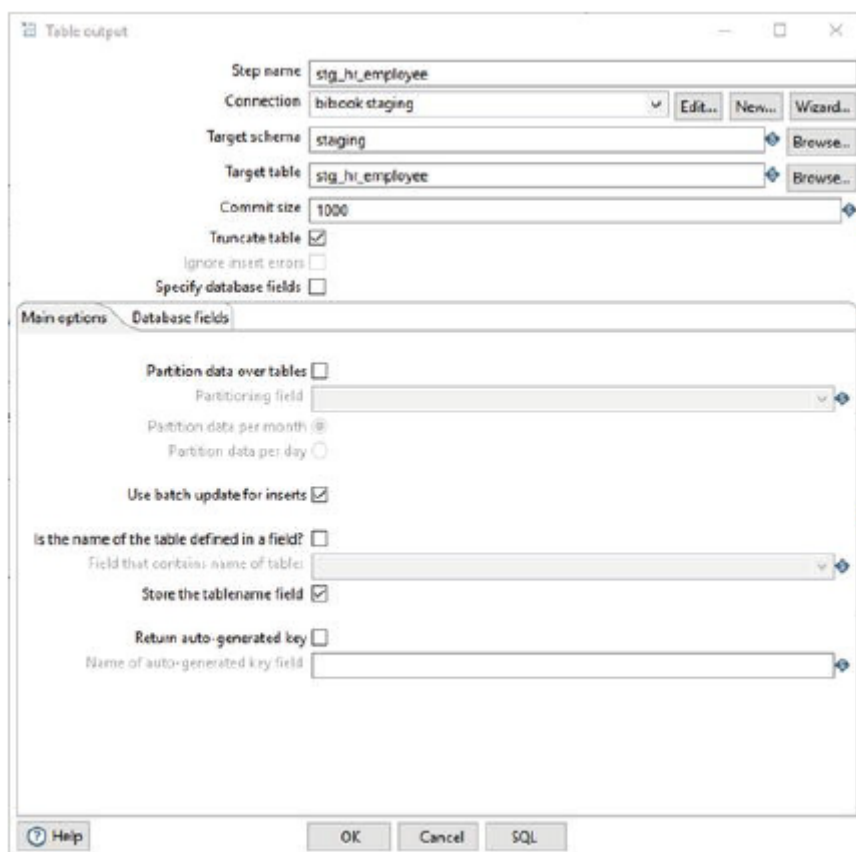 Table output
Step name stg_hr_employee
Connection bibook staging Edit... New... Wizard...
Target schema staging Browse...
Target table stg_hr_employee Browse...
Commit size 1000
Truncate table
Ignore insert errors
Specify database fields
Main options Database fields
Partition data over tables
Partitioning field
Partition data per month
Partition data per day
Use batch update for inserts
Is the name of the table defined in a field?
Field that contains name of table:
Store the tablename field
Return auto-generated key
Name of auto-generated key field
Help OK Cancel SQL